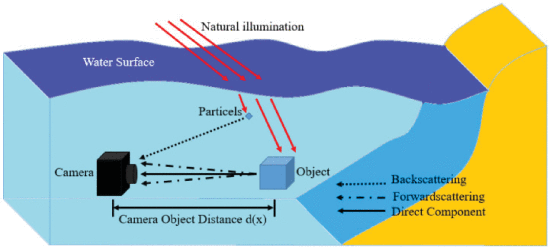 Natural illumination
Water Surface
Particels
Camera
Object
Backscattering
Forwardscattering
Direct Component
Camera Object Distance d(x)